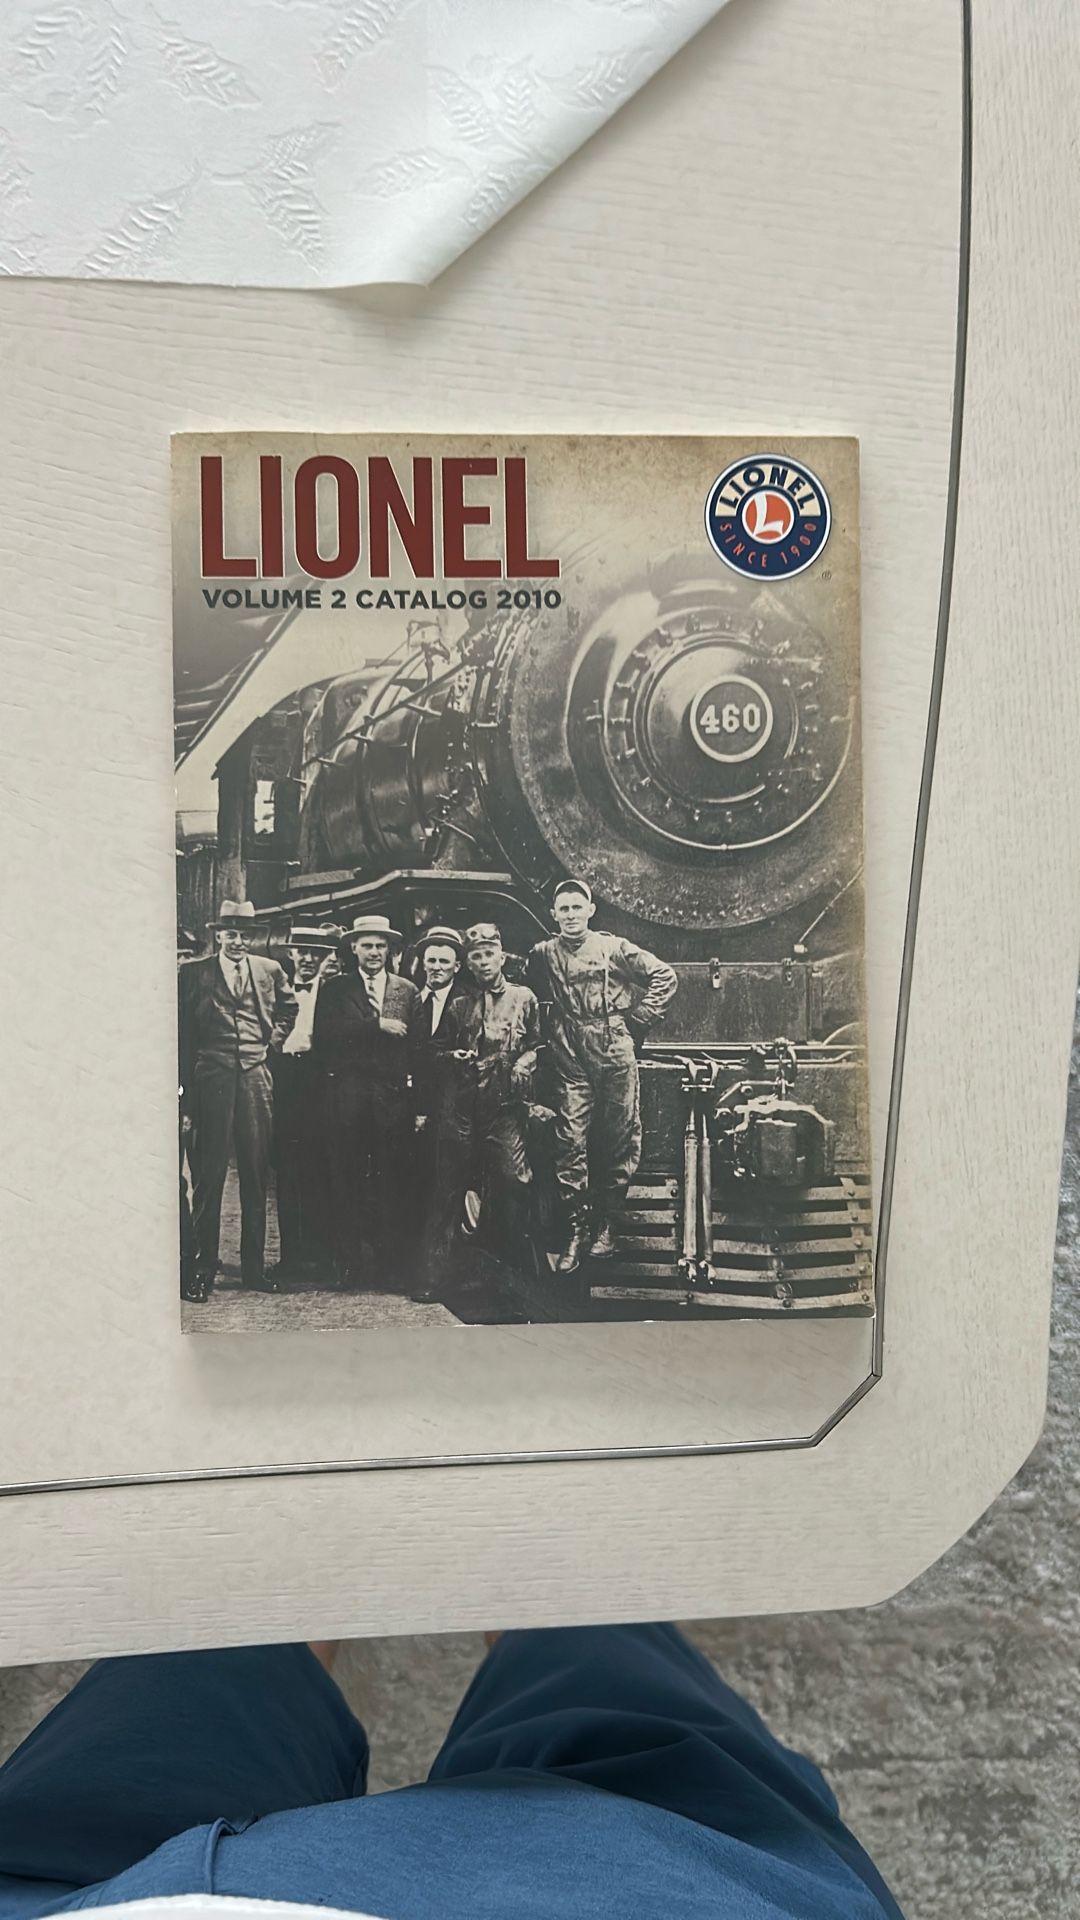 LIONEL
VOLUME 2 CATALOG 2010
LIONEL
L
SINCE 1900
®
460